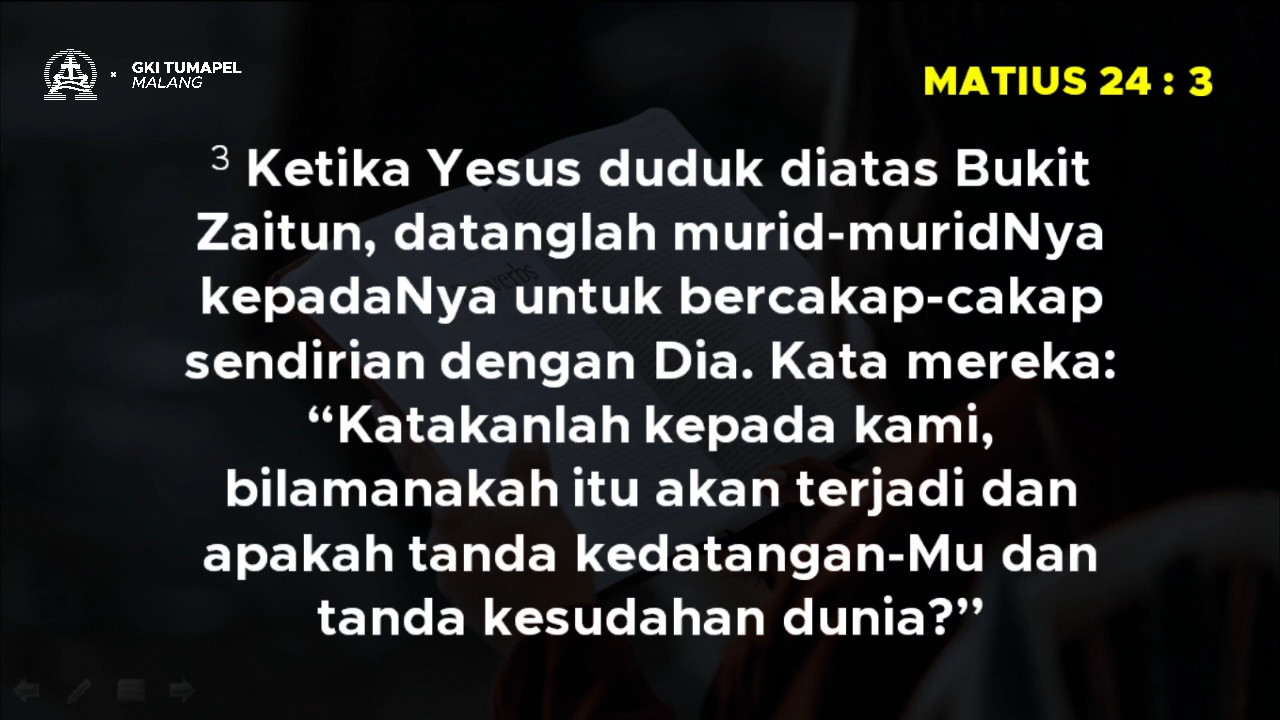 GKI TUMAPEL
MALANG
MATIUS 24 : 3
3 Ketika Yesus duduk diatas Bukit
Zaitun, datanglah murid-muridNya
kepadaNya untuk bercakap-cakap
sendirian dengan Dia. Kata mereka:
“Katakanlah kepada kami,
bilamanakah itu akan terjadi dan
apakah tanda kedatangan-Mu dan
tanda kesudahan dunia?”